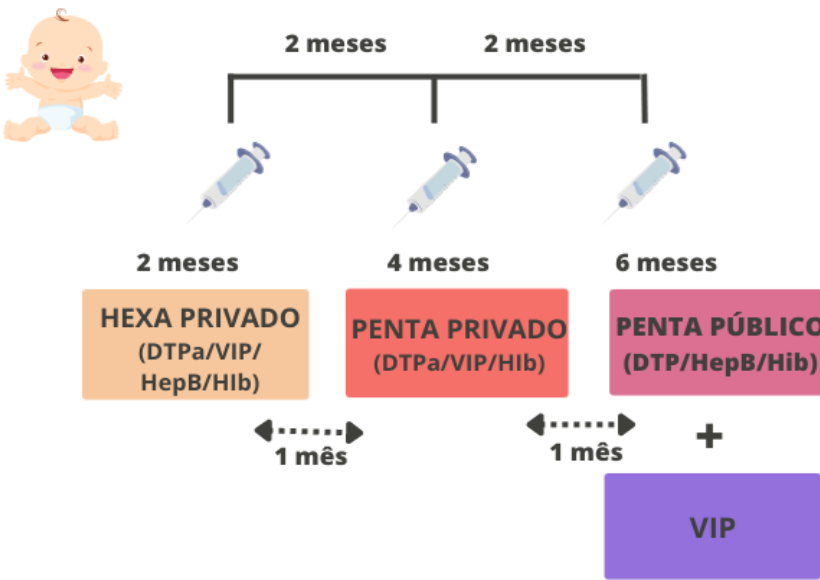 2 meses
2 meses
2 meses
4 meses
6 meses
HEXA PRIVADO
(DTPa/VIP/
HepB/HIb)
PENTA PRIVADO
(DTPa/VIP/HIb)
PENTA PÚBLICO
(DTP/HepB/Hib)
1 mês
1 mês
+
VIP